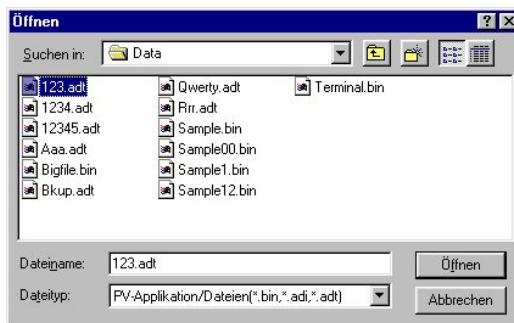 Öffnen
Suchen in: Data
123.adt Qwerty.adt Terminal.bin
1234.adt Rrr.adt
12345.adt Sample.bin
Aaa.adt Sample00.bin
Bigfile.bin Sample1.bin
Bkup.adt Sample12.bin
Dateiname: 123.adt Öffnen
Dateityp: PV-Applikation/Dateien(*.bin,*.adi,*.adt) Abbrechen